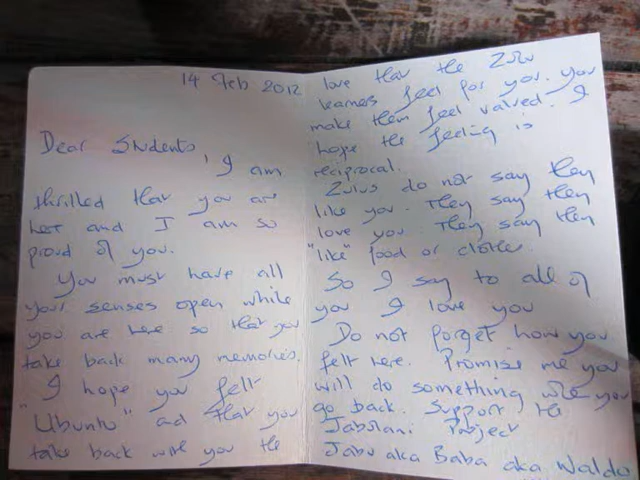 14 Feb 2012
Dear Students,
I am
thrilled that you are
here and I am so
proud of you.
You must have all
your senses open while
you are here so that you
take back many memories.
I hope you felt
"Ubuntu" ad that you
take back with you the
love that the Zulu
learners feel for you. You
make them feel valued. I
hope the feeling is
reciprocal.
Zulus do not say they
like you. They say they
love you. They say they
"like" food or clothes.
So I say to all of
you I love you
Do not forget how you
felt here. Promise me you
will do something when you
go back. Support the
Jabulani Project
Jabu aka Baba aka Waldo